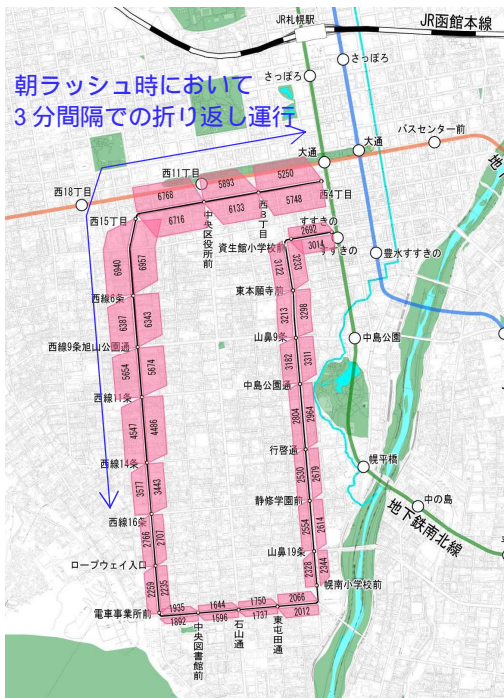 JR札幌駅
JR函館本線
さっぽろ
さっぽろ
朝ラッシュ時において
3分間隔での折り返し運行
バスセンター前
大通
大通
西11丁目
西18丁目
5250
5893
6768
西4丁目
西15丁目
6716
6133
5748
中央区役所前
西8丁目
すすきの
すすきの
2692
3014
資生館小学校前
豊水すすきの
6940
6957
3122
3233
西線6条
東本願寺前
6387
6343
3213
3298
西線9条旭山公園通
山鼻9条
中島公園
5654
5674
3182
3311
西線11条
中島公園通
4547
4486
2804
2964
西線14条
行啓通
幌平橋
3577
3443
2530
2679
西線16条
静修学園前
中の島
地下鉄南北線
2766
2707
2554
2614
ロープウェイ入口
山鼻19条
2259
2235
2328
2344
幌南小学校前
電車事業所前
1935
1644
1750
2066
1892
1596
1737
2012
中央図書館前
石山通
東屯田通
地